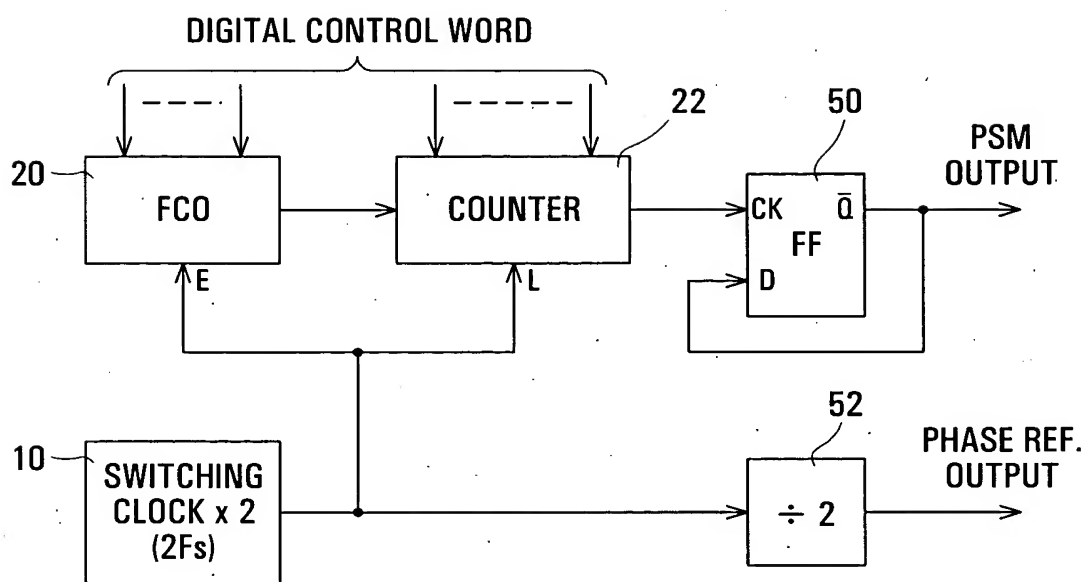 DIGITAL CONTROL WORD
20
FCO
E
22
COUNTER
L
50
CK Q̅
FF
D
PSM
OUTPUT
10
SWITCHING
CLOCK x 2
(2Fs)
52
÷ 2
PHASE REF.
OUTPUT